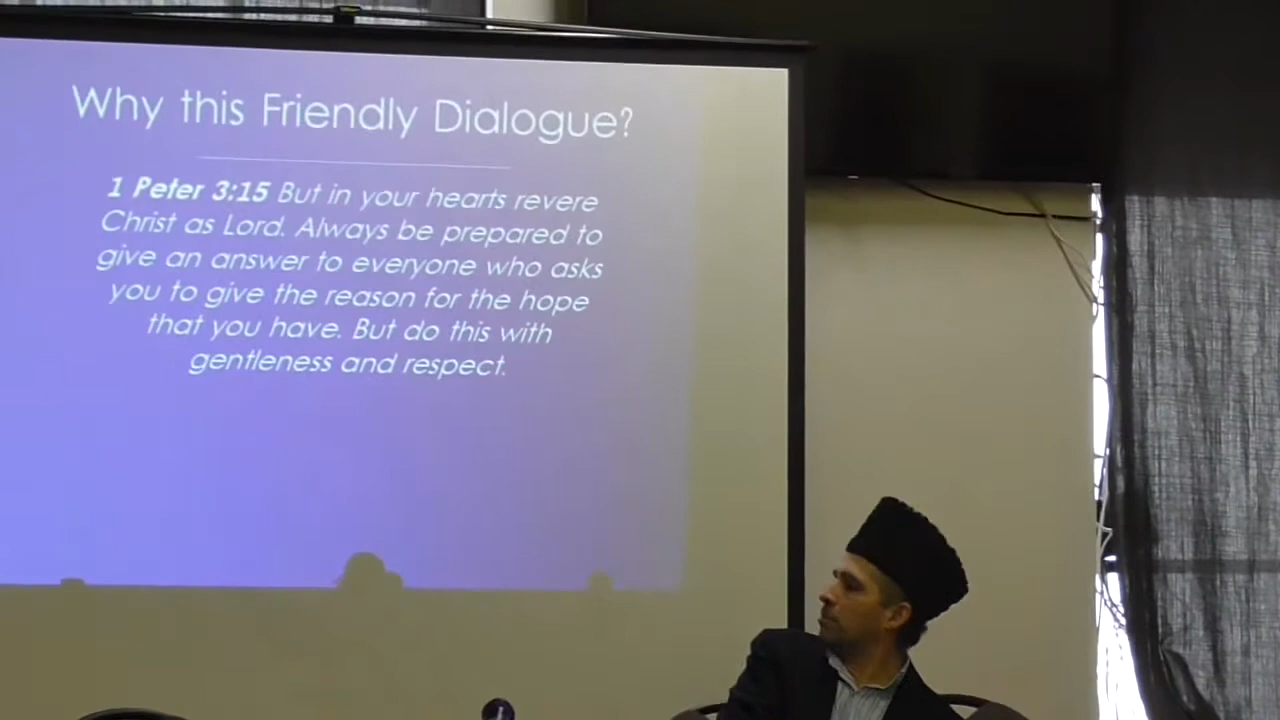 Why this Friendly Dialogue?
1 Peter 3:15 But in your hearts revere
Christ as Lord. Always be prepared to
give an answer to everyone who asks
you to give the reason for the hope
that you have. But do this with
gentleness and respect.